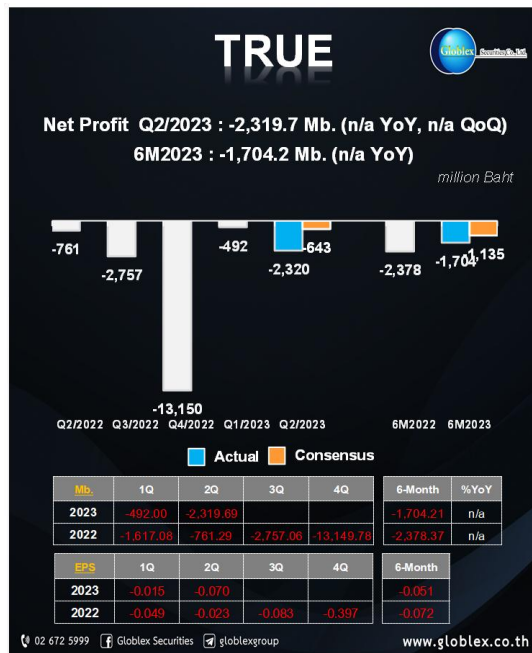 TRUE
Globlex Securities Co.,Ltd.
Net Profit Q2/2023 : -2,319.7 Mb. (n/a YoY, n/a QoQ)
6M2023 : -1,704.2 Mb. (n/a YoY)
million Baht
-761
-2,757
-13,150
-492
-2,320
-643
-2,378
-1,704
-1,135
Q2/2022 Q3/2022 Q4/2022 Q1/2023 Q2/2023 6M2022 6M2023
Actual Consensus
Mb. 1Q 2Q 3Q 4Q 6-Month %YoY
2023 -492.00 -2,319.69 -1,704.21 n/a
2022 -1,617.08 -761.29 -2,757.06 -13,149.78 -2,378.37 n/a
EPS 1Q 2Q 3Q 4Q 6-Month
2023 -0.015 -0.070 -0.051
2022 -0.049 -0.023 -0.083 -0.397 -0.072
02 672 5999 Globlex Securities globlexgroup www.globlex.co.th